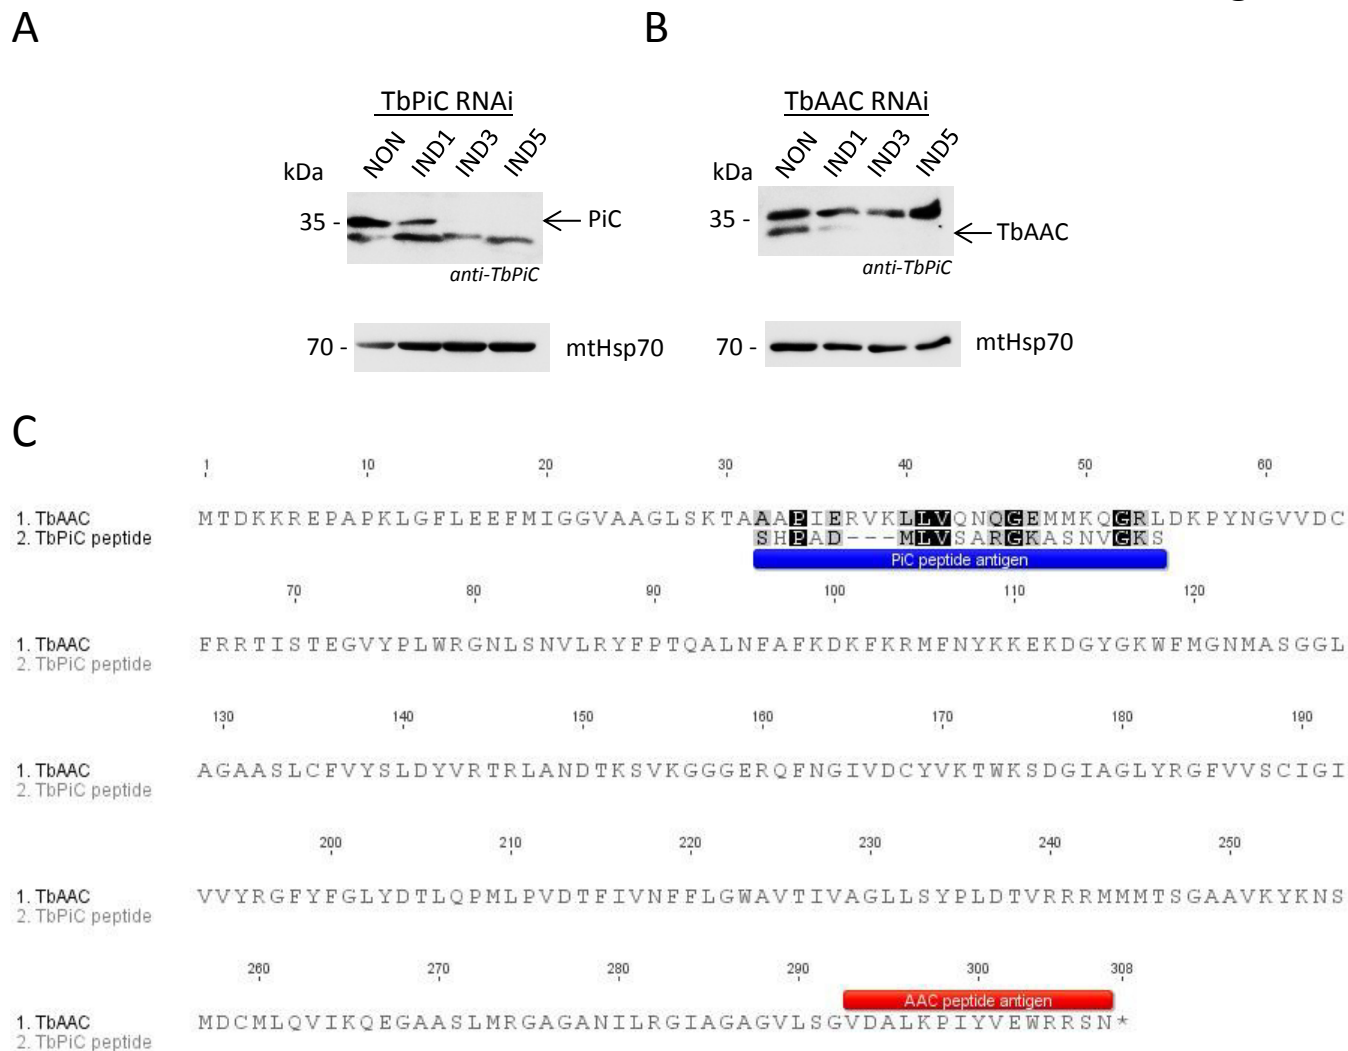 A
B
TbPiC RNAi
TbAAC RNAi
NON IND1 IND3 IND5
NON IND1 IND3 IND5
kDa
kDa
35 -
PiC
35 -
TbAAC
anti-TbPiC
anti-TbPiC
70 -
mtHsp70
70 -
mtHsp70
C
1 10 20 30 40 50 60
1. TbAAC MTDKKREPAPKLGFLEEFMIGGVAAGLSKTAAAPIERVKLLVQNQGEMMKQGRLDKPYNGVVDC
2. TbPiC peptide SHPAD---MLVSARGKASNVGKS
PiC peptide antigen
70 80 90 100 110 120
1. TbAAC FRRTISTEGVYPLWRGNLSNVLRYFPTQALNFAFKDKFKRMFNYKKEKDGYGKWFMGNMASGGL
2. TbPiC peptide
130 140 150 160 170 180 190
1. TbAAC AGAASLCFVYSLDYVRTRLANDTKSVKGGGERQFNGIVDCYVKTWKSDGIAGLYRGFVVSCIGI
2. TbPiC peptide
200 210 220 230 240 250
1. TbAAC VVYRGFYFGLYDTLQPMLPVDTFIVNFFLGWAVTIVAGLLSYPLDTVRRRMMMTSGAAVKYKNS
2. TbPiC peptide
260 270 280 290 300 308
AAC peptide antigen
1. TbAAC MDCMLQVIKQEGAASLMRGAGANILRGIAGAGVLSGVDALKPIYVEWRRSN*
2. TbPiC peptide